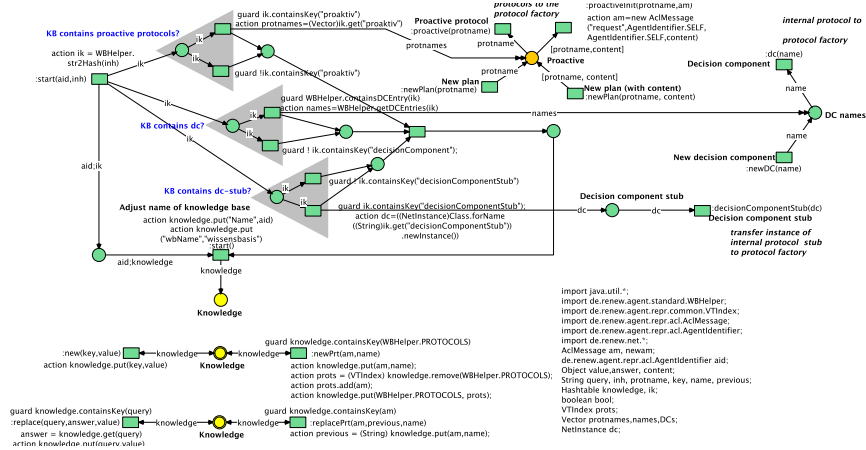 protocols to the
protocol factory
:proactiveInit(protname,am)
action am=new AclMessage
("request",AgentIdentifier.SELF,
AgentIdentifier.SELF,content)
internal protocol to
protocol factory
guard ik.containsKey("proaktiv")
action protnames=(Vector)ik.get("proaktiv")
KB contains proactive protocols?
Proactive protocol
:proactive(protname)
protnames
protname
[protname,content]
Proactive
action ik = WBHelper.
str2Hash(inh)
:start(aid,inh)
ik
ik
ik
guard !ik.containsKey("proaktiv")
:dc(name)
Decision component
name
protname
[protname, content]
New plan
:newPlan(protname)
New plan (with content)
:newPlan(protname, content)
guard WBHelper.containsDCEntry(ik)
action names=WBHelper.getDCEntries(ik)
names
DC names
KB contains dc?
ik
ik
ik
ik
guard ! ik.containsKey("decisionComponent");
name
New decision component
:newDC(name)
aid;ik
KB contains dc-stub?
ik
ik
guard ! ik.containsKey("decisionComponentStub")
Decision component stub
Adjust name of knowledge base
action knowledge.put("Name",aid)
action knowledge.put
("wbName","wissensbasis")
:start()
guard ik.containsKey("decisionComponentStub");
action dc=((NetInstance)Class.forName
((String)ik.get("decisionComponentStub"))
.newInstance())
dc
dc
:decisionComponentStub(dc)
Decision component stub
transfer instance of
internal protocol stub
to protocol factory
aid;knowledge
knowledge
Knowledge
import java.util.*;
import de.renew.agent.standard.WBHelper;
import de.renew.agent.repr.common.VTIndex;
import de.renew.agent.repr.acl.AclMessage;
import de.renew.agent.repr.acl.AgentIdentifier;
import de.renew.net.*;
AclMessage am, newam;
de.renew.agent.repr.acl.AgentIdentifier aid;
Object value,answer, content;
String query, inh, protname, key, name, previous;
Hashtable knowledge, ik;
boolean bool;
VTIndex prots;
Vector protnames,names,DCs;
NetInstance dc;
guard knowledge.containsKey(WBHelper.PROTOCOLS)
:new(key,value)
knowledge
knowledge
:newPrt(am,name)
action knowledge.put(key,value)
Knowledge
action knowledge.put(am,name);
action prots = (VTIndex) knowledge.remove(WBHelper.PROTOCOLS);
action prots.add(am);
action knowledge.put(WBHelper.PROTOCOLS, prots);
guard knowledge.containsKey(query)
guard knowledge.containsKey(am)
:replace(query,answer,value)
knowledge
knowledge
:replacePrt(am,previous,name)
answer = knowledge.get(query)
Knowledge
action previous = (String) knowledge.put(am,name);
action knowledge.put(query,value)